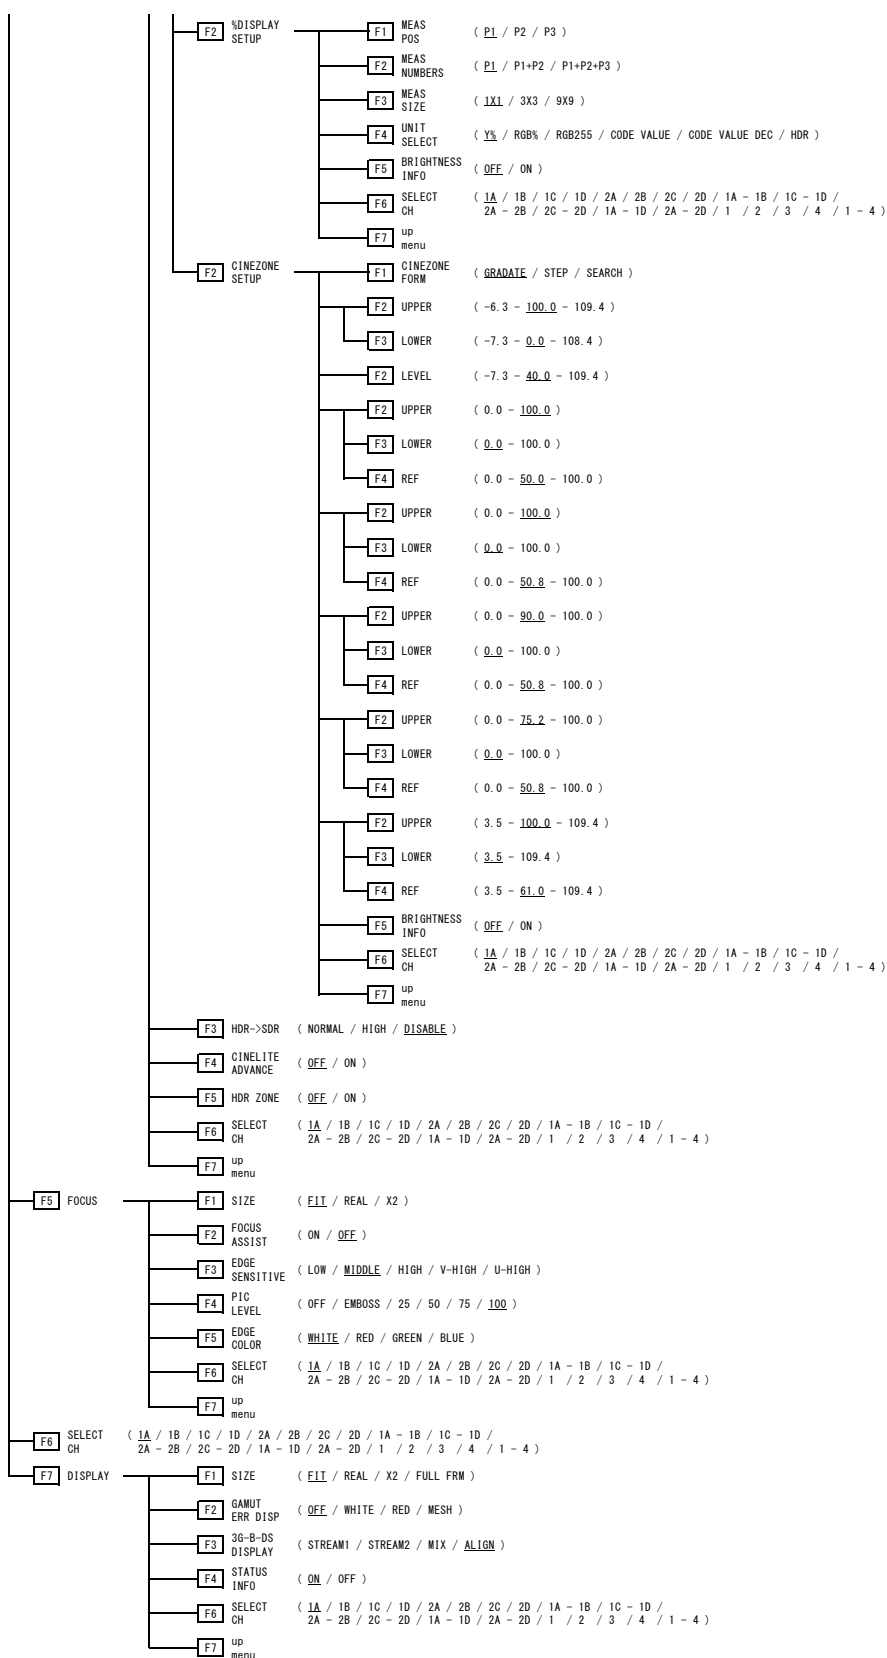 F2 %DISPLAY SETUP
F1 MEAS POS ( P1 / P2 / P3 )
F2 MEAS NUMBERS ( P1 / P1+P2 / P1+P2+P3 )
F3 MEAS SIZE ( 1X1 / 3X3 / 9X9 )
F4 UNIT SELECT ( Y% / RGB% / RGB255 / CODE VALUE / CODE VALUE DEC / HDR )
F5 BRIGHTNESS INFO ( OFF / ON )
F6 SELECT CH ( 1A / 1B / 1C / 1D / 2A / 2B / 2C / 2D / 1A - 1B / 1C - 1D /
2A - 2B / 2C - 2D / 1A - 1D / 2A - 2D / 1 / 2 / 3 / 4 / 1 - 4 )
F7 up menu
F2 CINEZONE SETUP
F1 CINEZONE FORM ( GRADATE / STEP / SEARCH )
F2 UPPER ( -6.3 - 100.0 - 109.4 )
F3 LOWER ( -7.3 - 0.0 - 108.4 )
F2 LEVEL ( -7.3 - 40.0 - 109.4 )
F2 UPPER ( 0.0 - 100.0 )
F3 LOWER ( 0.0 - 100.0 )
F4 REF ( 0.0 - 50.0 - 100.0 )
F2 UPPER ( 0.0 - 100.0 )
F3 LOWER ( 0.0 - 100.0 )
F4 REF ( 0.0 - 50.8 - 100.0 )
F2 UPPER ( 0.0 - 90.0 - 100.0 )
F3 LOWER ( 0.0 - 100.0 )
F4 REF ( 0.0 - 50.8 - 100.0 )
F2 UPPER ( 0.0 - 75.2 - 100.0 )
F3 LOWER ( 0.0 - 100.0 )
F4 REF ( 0.0 - 50.8 - 100.0 )
F2 UPPER ( 3.5 - 100.0 - 109.4 )
F3 LOWER ( 3.5 - 109.4 )
F4 REF ( 3.5 - 61.0 - 109.4 )
F5 BRIGHTNESS INFO ( OFF / ON )
F6 SELECT CH ( 1A / 1B / 1C / 1D / 2A / 2B / 2C / 2D / 1A - 1B / 1C - 1D /
2A - 2B / 2C - 2D / 1A - 1D / 2A - 2D / 1 / 2 / 3 / 4 / 1 - 4 )
F7 up menu
F3 HDR->SDR ( NORMAL / HIGH / DISABLE )
F4 CINELITE ADVANCE ( OFF / ON )
F5 HDR ZONE ( OFF / ON )
F6 SELECT CH ( 1A / 1B / 1C / 1D / 2A / 2B / 2C / 2D / 1A - 1B / 1C - 1D /
2A - 2B / 2C - 2D / 1A - 1D / 2A - 2D / 1 / 2 / 3 / 4 / 1 - 4 )
F7 up menu
F5 FOCUS
F1 SIZE ( FIT / REAL / X2 )
F2 FOCUS ASSIST ( ON / OFF )
F3 EDGE SENSITIVE ( LOW / MIDDLE / HIGH / V-HIGH / U-HIGH )
F4 PIC LEVEL ( OFF / EMBOSS / 25 / 50 / 75 / 100 )
F5 EDGE COLOR ( WHITE / RED / GREEN / BLUE )
F6 SELECT CH ( 1A / 1B / 1C / 1D / 2A / 2B / 2C / 2D / 1A - 1B / 1C - 1D /
2A - 2B / 2C - 2D / 1A - 1D / 2A - 2D / 1 / 2 / 3 / 4 / 1 - 4 )
F7 up menu
F6 SELECT CH ( 1A / 1B / 1C / 1D / 2A / 2B / 2C / 2D / 1A - 1B / 1C - 1D /
2A - 2B / 2C - 2D / 1A - 1D / 2A - 2D / 1 / 2 / 3 / 4 / 1 - 4 )
F7 DISPLAY
F1 SIZE ( FIT / REAL / X2 / FULL FRM )
F2 GAMUT ERR DISP ( OFF / WHITE / RED / MESH )
F3 3G-B-DS DISPLAY ( STREAM1 / STREAM2 / MIX / ALIGN )
F4 STATUS INFO ( ON / OFF )
F6 SELECT CH ( 1A / 1B / 1C / 1D / 2A / 2B / 2C / 2D / 1A - 1B / 1C - 1D /
2A - 2B / 2C - 2D / 1A - 1D / 2A - 2D / 1 / 2 / 3 / 4 / 1 - 4 )
F7 up menu